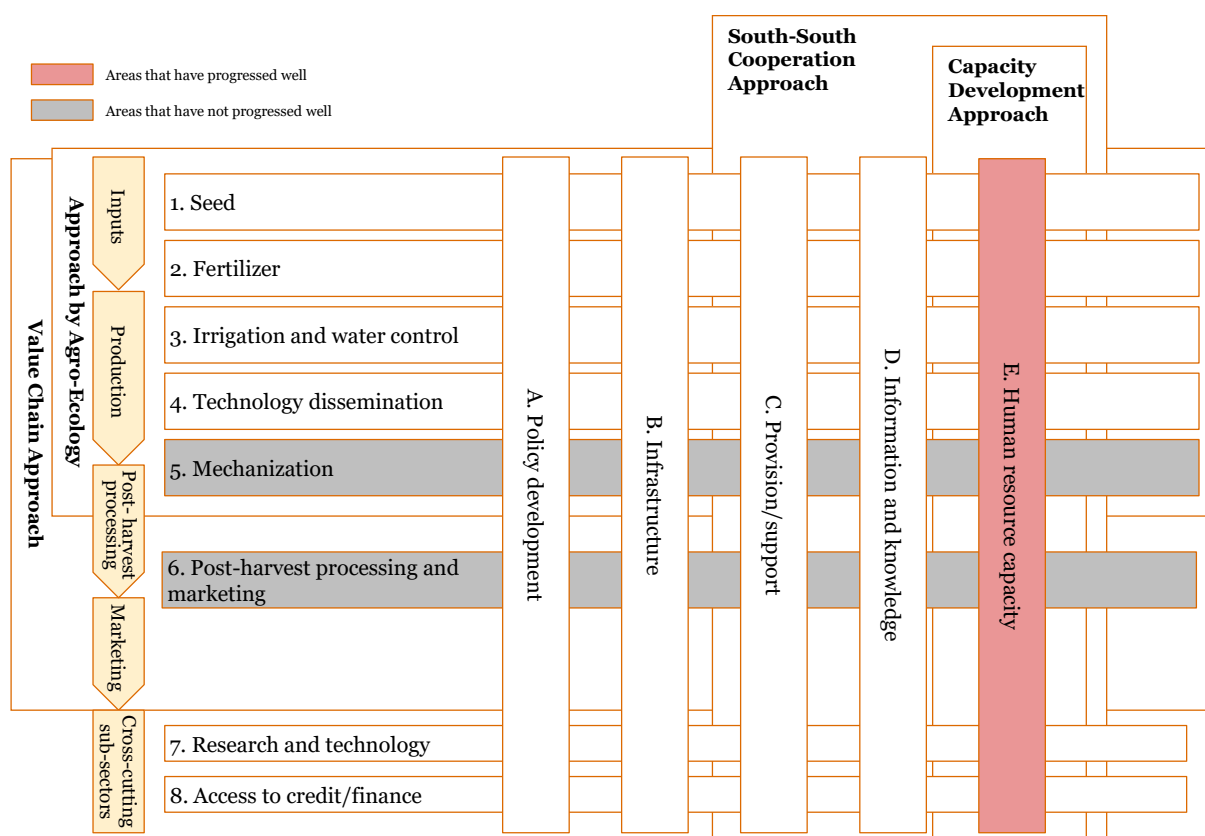 South-South
Cooperation
Approach
Capacity
Development
Approach
Areas that have progressed well
Areas that have not progressed well
Value Chain Approach
Approach by Agro-Ecology
Inputs
Production
Post- harvest
processing
Marketing
Cross-cutting
sub-sectors
1. Seed
2. Fertilizer
3. Irrigation and water control
4. Technology dissemination
5. Mechanization
6. Post-harvest processing and
marketing
7. Research and technology
8. Access to credit/finance
A. Policy development
B. Infrastructure
C. Provision/support
D. Information and knowledge
E. Human resource capacity